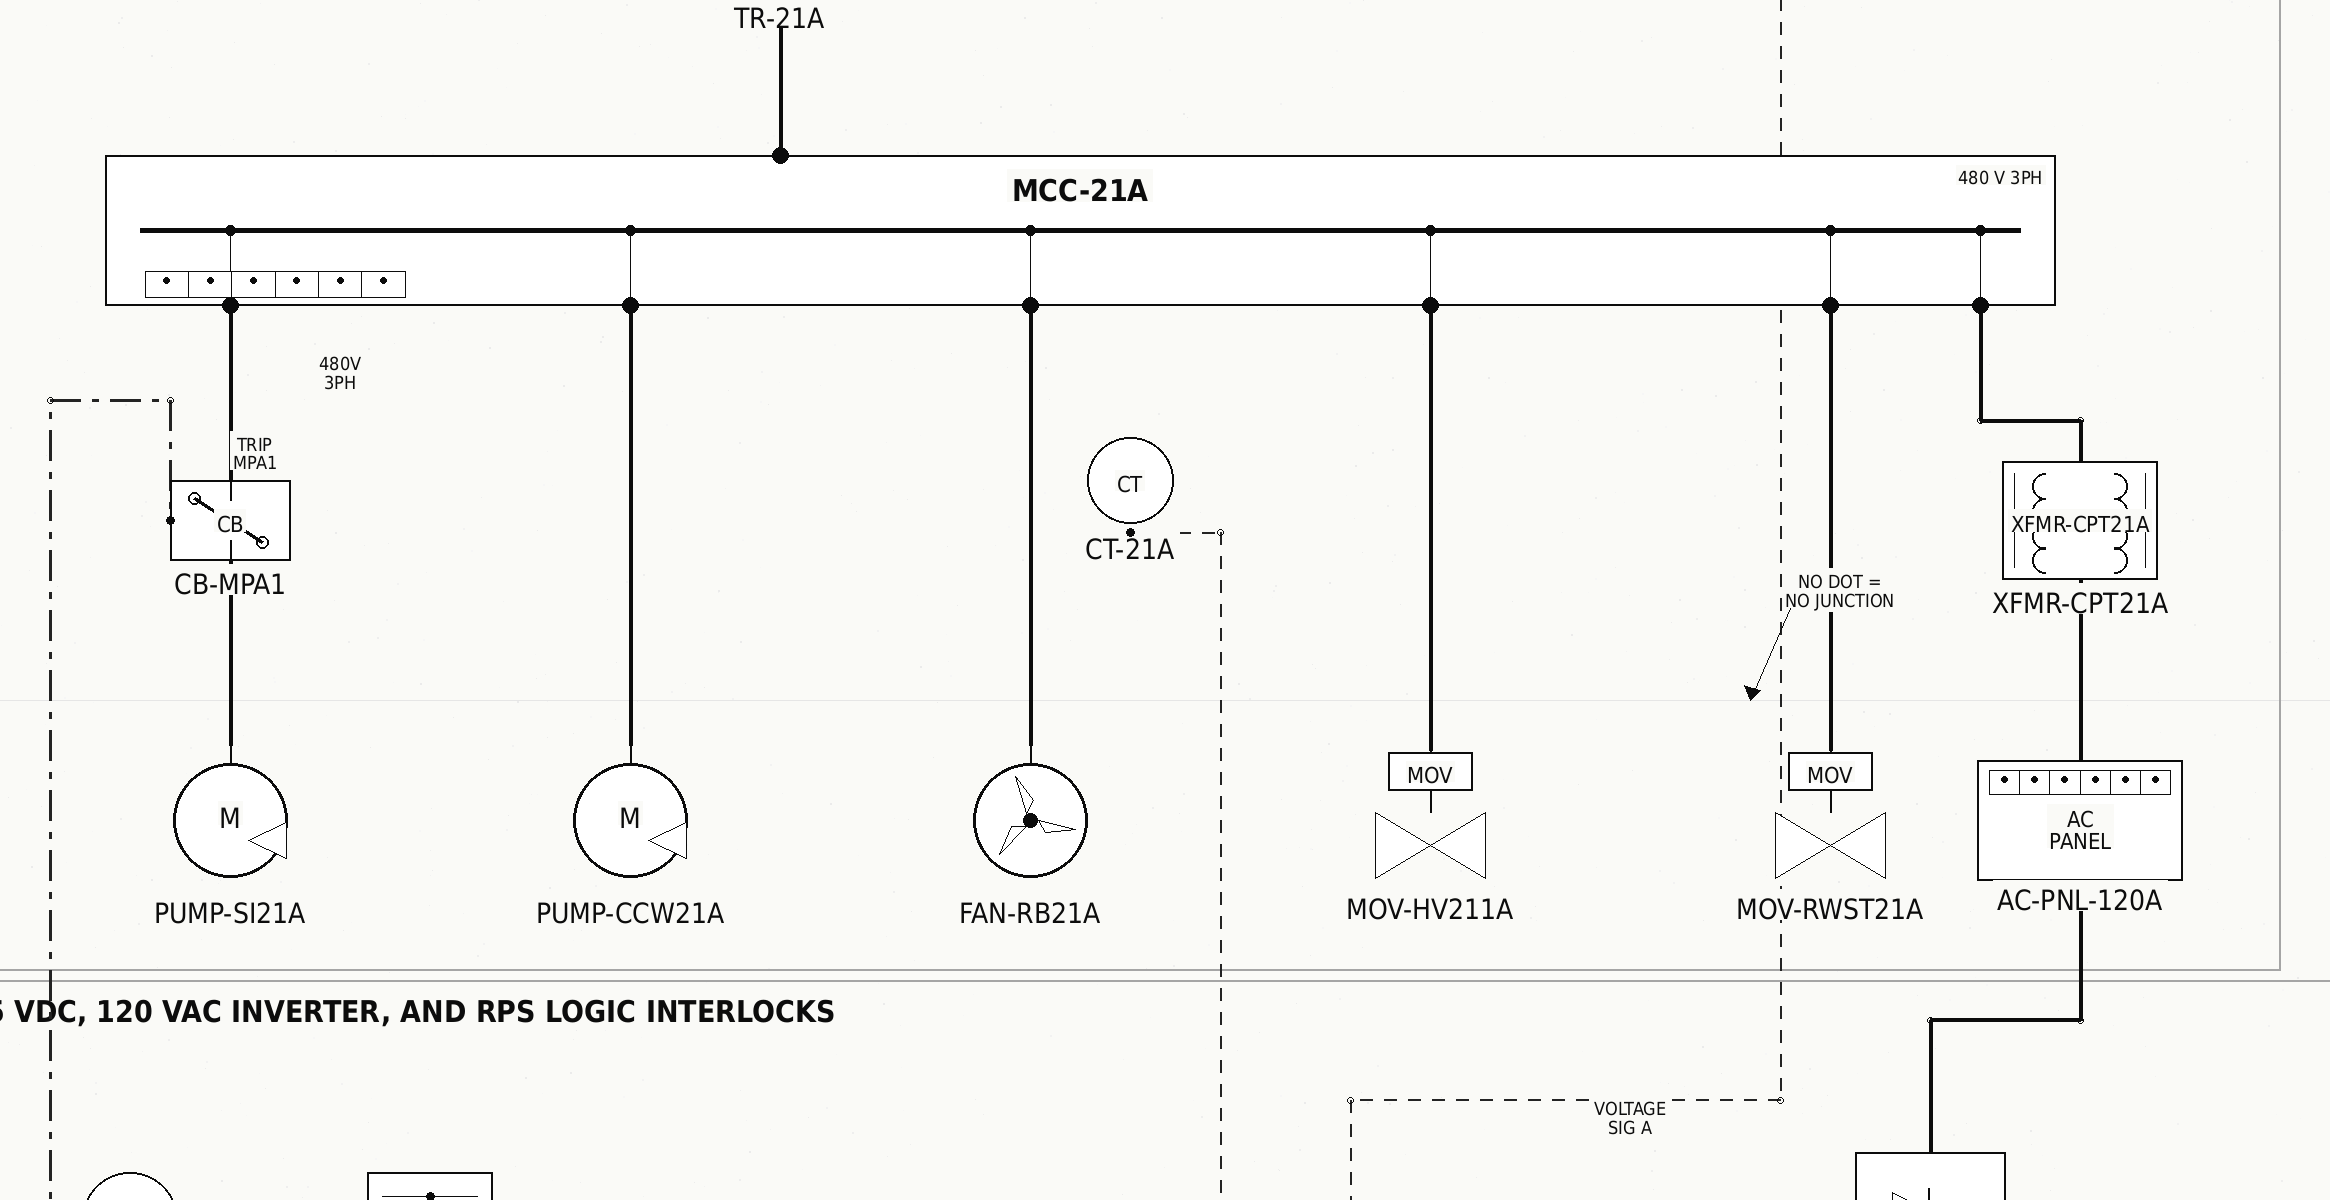 TR-21A
MCC-21A
480 V 3PH
480V
3PH
TRIP
MPA1
CB
CB-MPA1
CT
CT-21A
XFMR-CPT21A
XFMR-CPT21A
NO DOT =
NO JUNCTION
MOV
MOV
M
M
AC
PANEL
PUMP-SI21A
PUMP-CCW21A
FAN-RB21A
MOV-HV211A
MOV-RWST21A
AC-PNL-120A
VDC, 120 VAC INVERTER, AND RPS LOGIC INTERLOCKS
VOLTAGE
SIG A